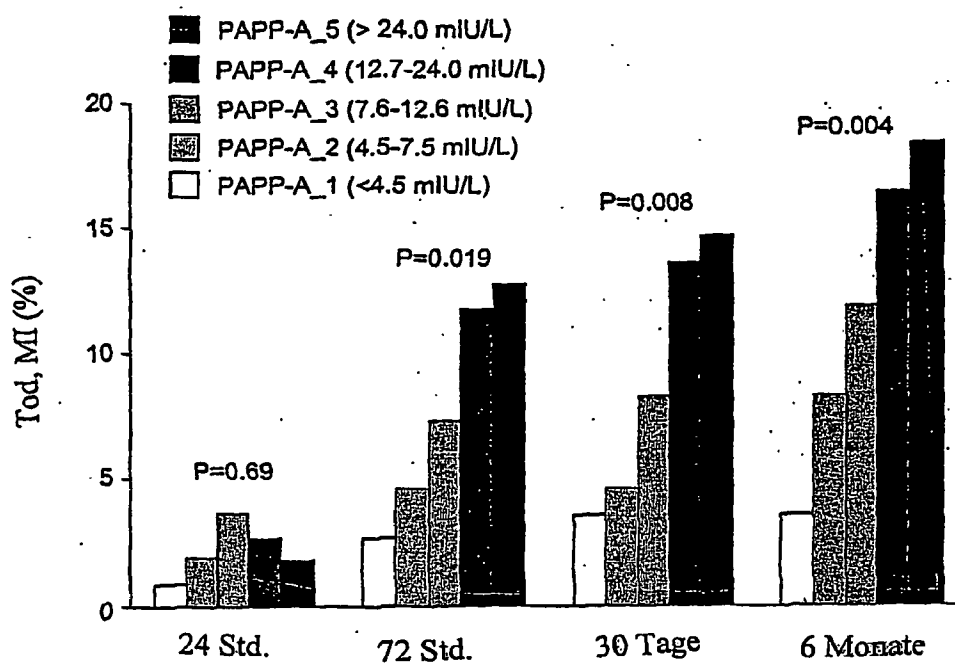 PAPP-A_5 (> 24.0 mIU/L)
PAPP-A_4 (12.7-24.0 mIU/L)
PAPP-A_3 (7.6-12.6 mIU/L)
PAPP-A_2 (4.5-7.5 mIU/L)
PAPP-A_1 (<4.5 mIU/L)
20
15
10
5
0
Tod, MI (%)
P=0.69
P=0.019
P=0.008
P=0.004
24 Std.
72 Std.
30 Tage
6 Monate